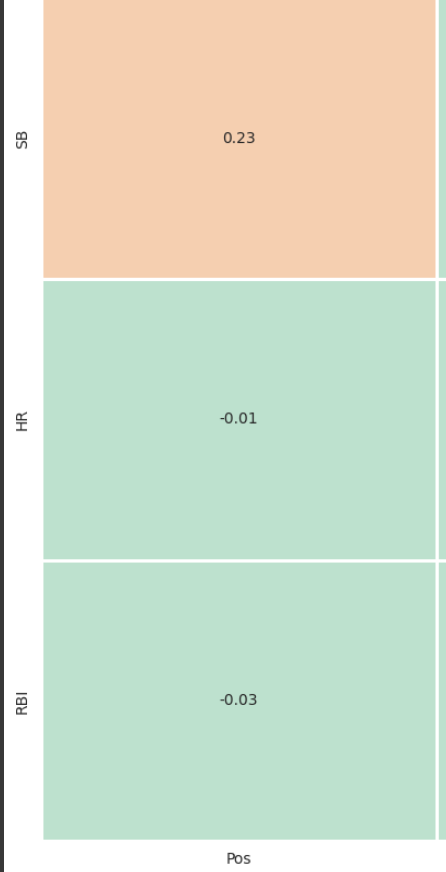 SB
0.23
HR
-0.01
RBI
-0.03
Pos